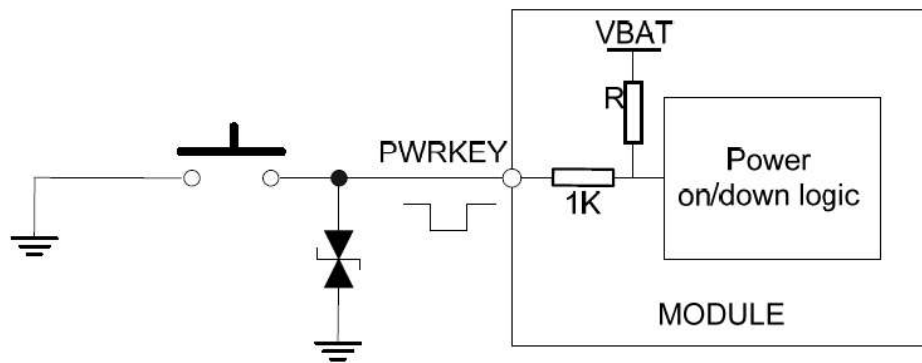 VBAT
R
PWRKEY
1K
Power
on/down logic
MODULE